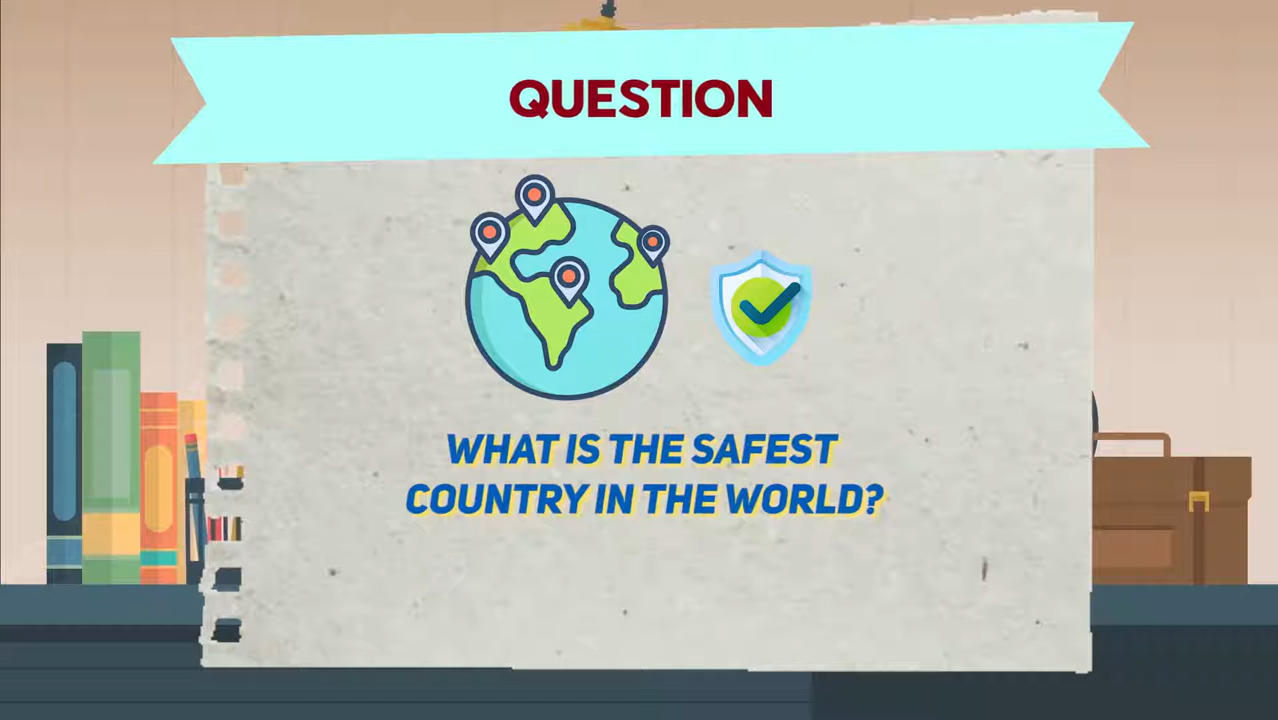 QUESTION
WHAT IS THE SAFEST
COUNTRY IN THE WORLD?